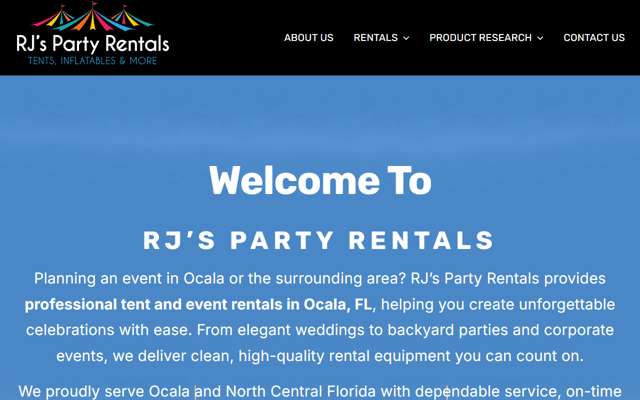 RJ's Party Rentals
TENTS, INFLATABLES & MORE
ABOUT US
RENTALS
PRODUCT RESEARCH
CONTACT US
Welcome To
RJ'S PARTY RENTALS
Planning an event in Ocala or the surrounding area? RJ's Party Rentals provides
professional tent and event rentals in Ocala, FL, helping you create unforgettable
celebrations with ease. From elegant weddings to backyard parties and corporate
events, we deliver clean, high-quality rental equipment you can count on.
We proudly serve Ocala and North Central Florida with dependable service, on-time